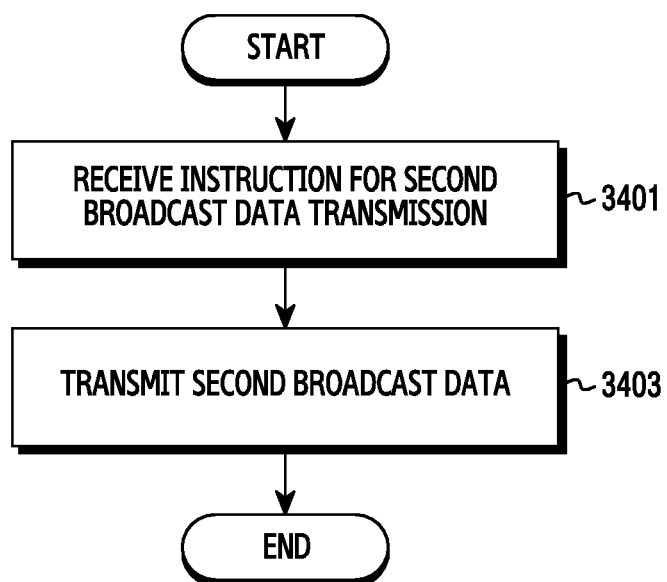 START
RECEIVE INSTRUCTION FOR SECOND
BROADCAST DATA TRANSMISSION
3401
TRANSMIT SECOND BROADCAST DATA
3403
END